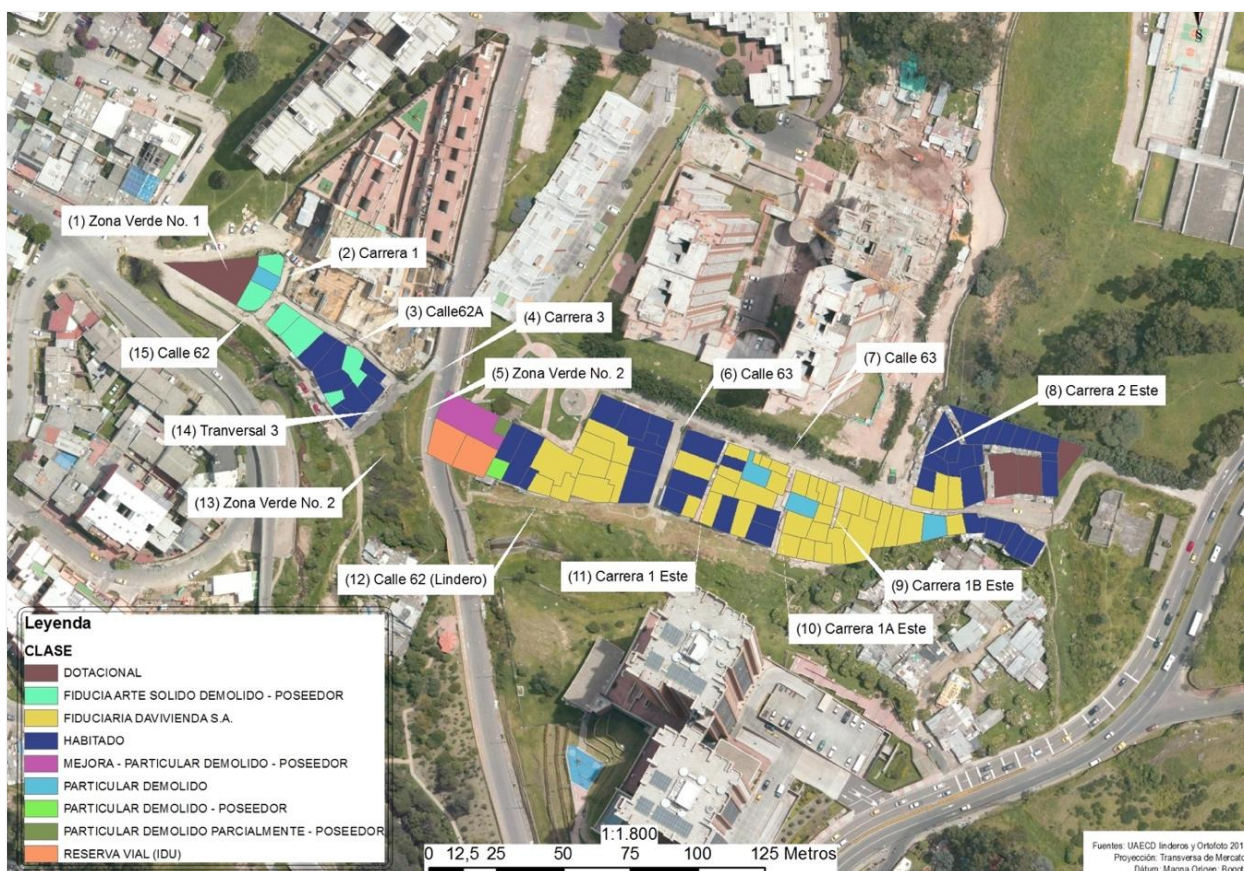 §
(1) Zona Verde No. 1
(2) Carrera 1
(3) Calle62A
(4) Carrera 3
(5) Zona Verde No. 2
(6) Calle 63
(7) Calle 63
(8) Carrera 2 Este
(15) Calle 62
(14) Tranversal 3
(13) Zona Verde No. 2
(12) Calle 62 (Lindero)
(11) Carrera 1 Este
(10) Carrera 1A Este
(9) Carrera 1B Este
Leyenda
CLASE
DOTACIONAL
FIDUCIA ARTE SOLIDO DEMOLIDO - POSEEDOR
FIDUCIARIA DAVIVIENDA S.A.
HABITADO
MEJORA - PARTICULAR DEMOLIDO - POSEEDOR
PARTICULAR DEMOLIDO
PARTICULAR DEMOLIDO - POSEEDOR
PARTICULAR DEMOLIDO PARCIALMENTE - POSEEDOR
RESERVA VIAL (IDU)
1:1.800
0 12,5 25 50 75 100 125 Metros
Fuentes: UAECD linderos y Ortofoto 201
Proyección: Transversa de Mercato
Dátum: Magna Origen: Bogot